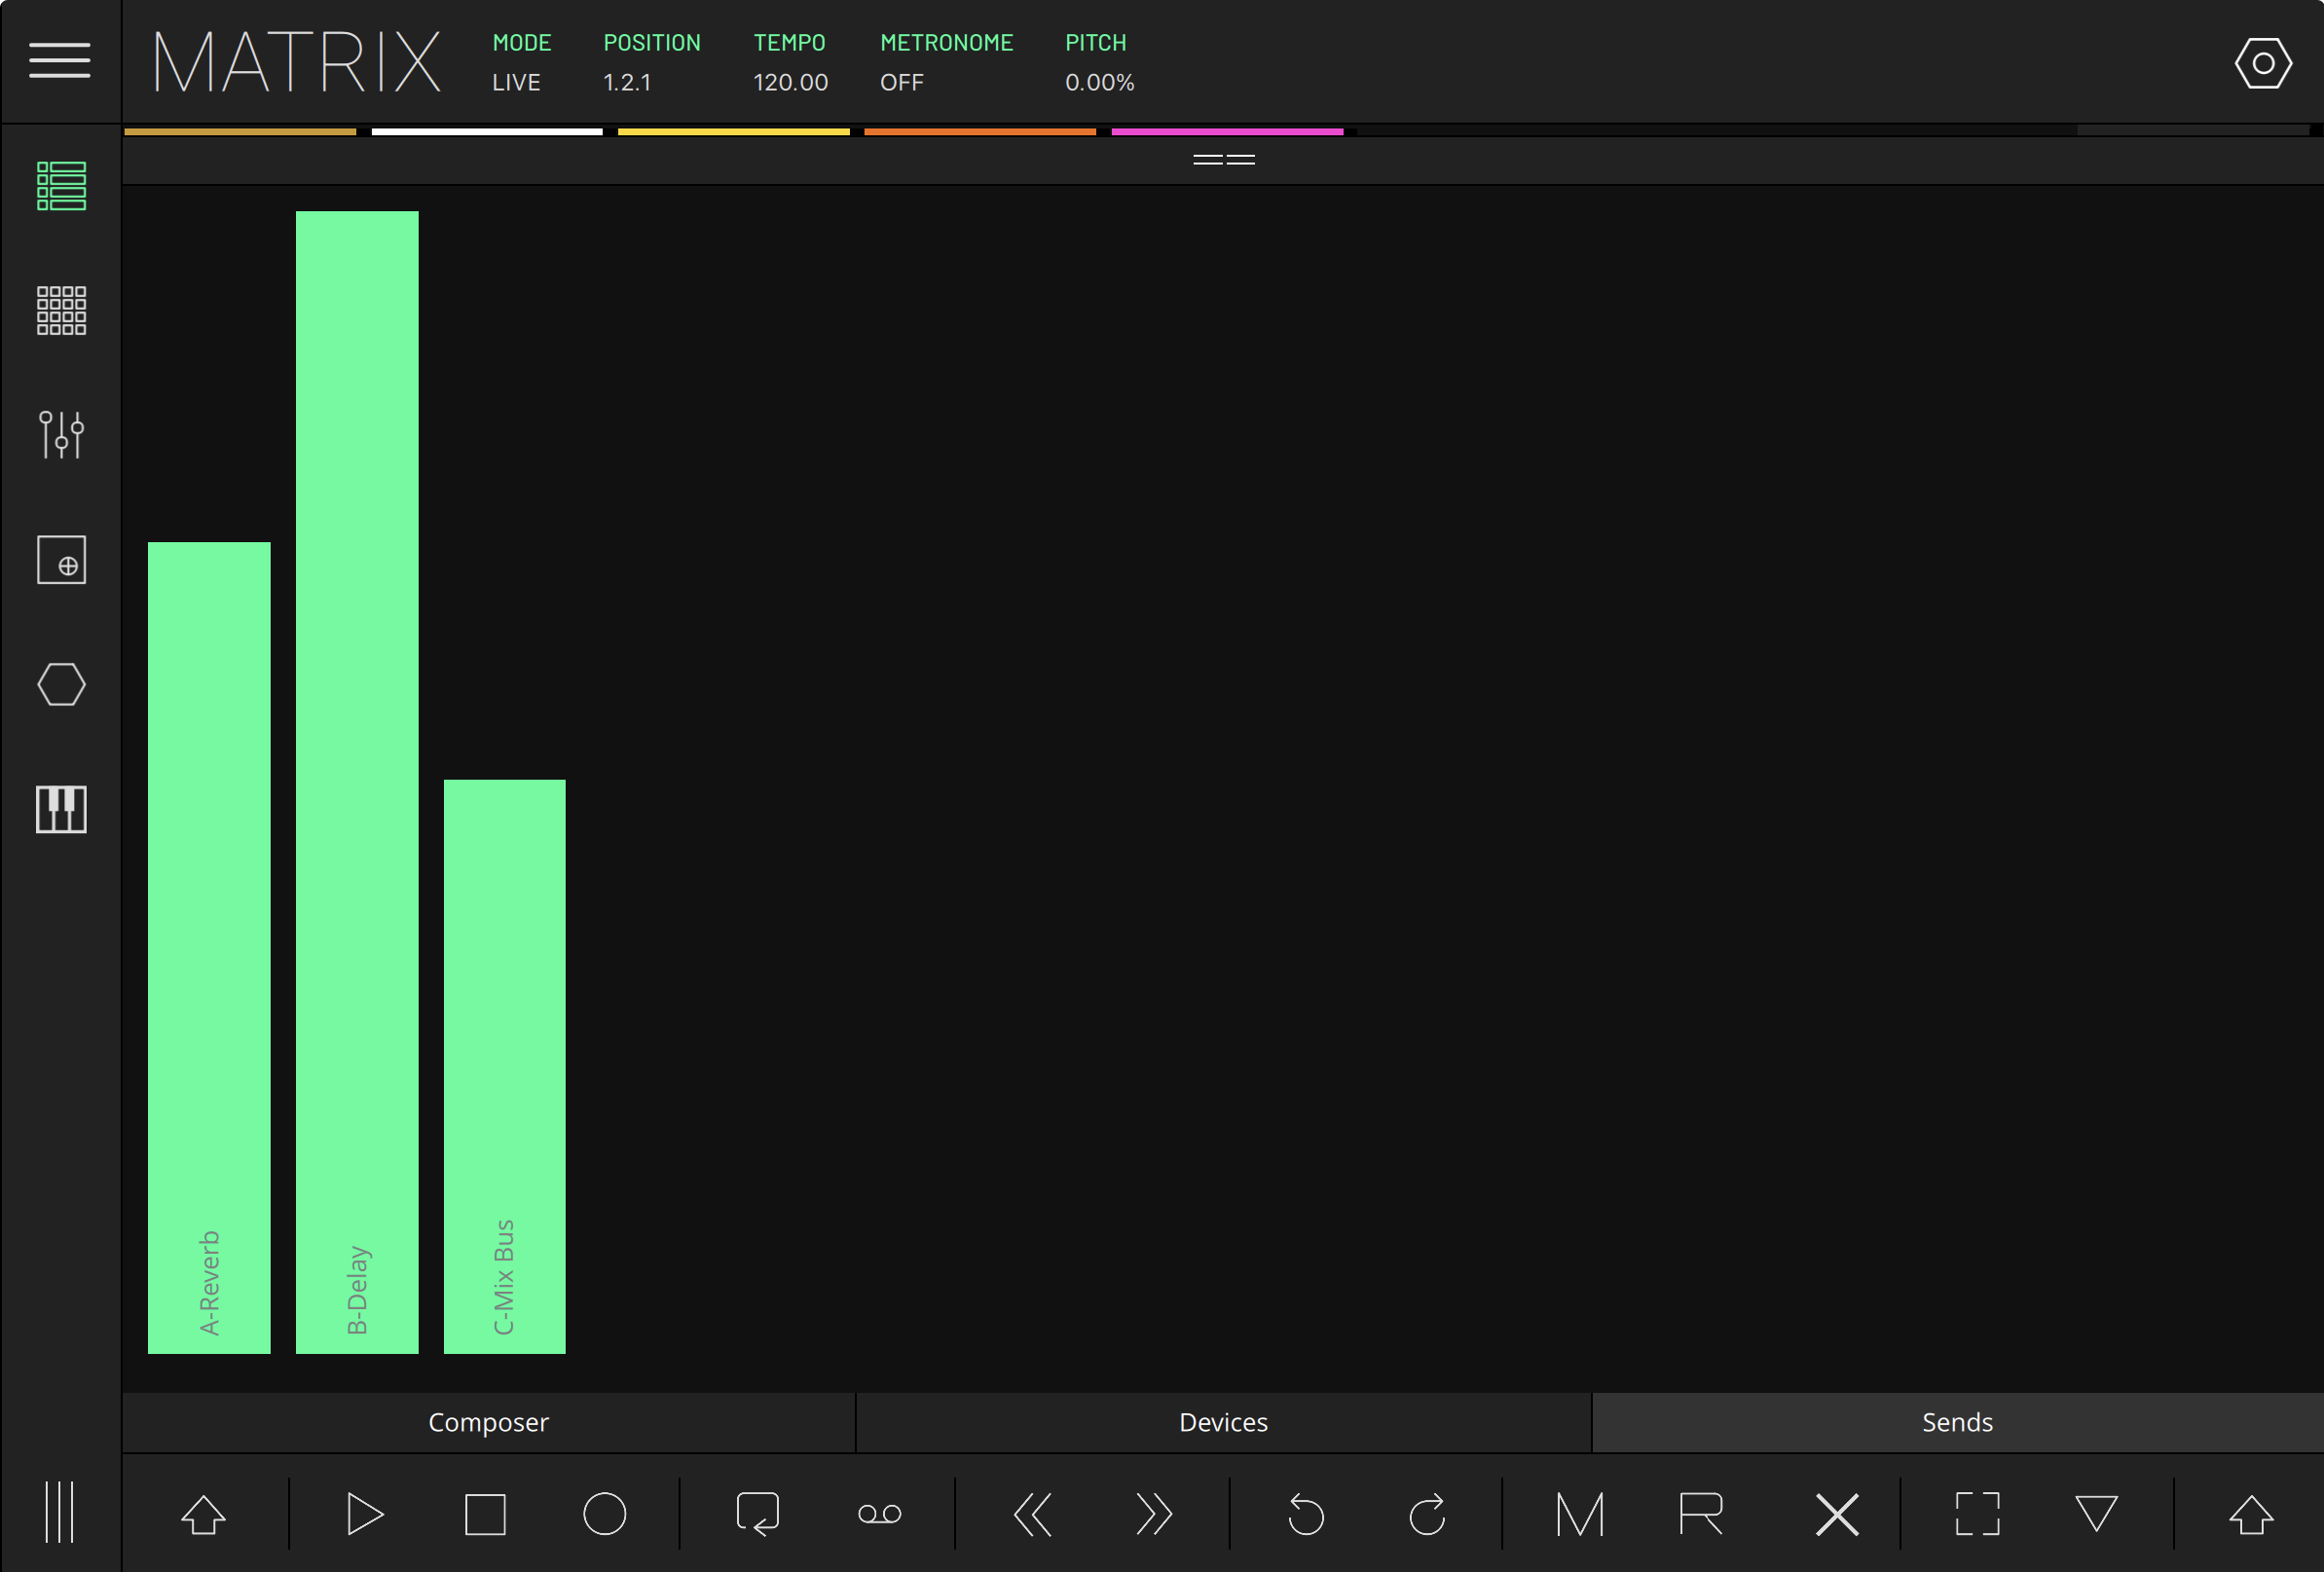 MATRIX
MODE POSITION TEMPO METRONOME PITCH
LIVE 1.2.1 120.00 OFF 0.00%
A-Reverb
B-Delay
C-Mix Bus
Composer Devices Sends
M R